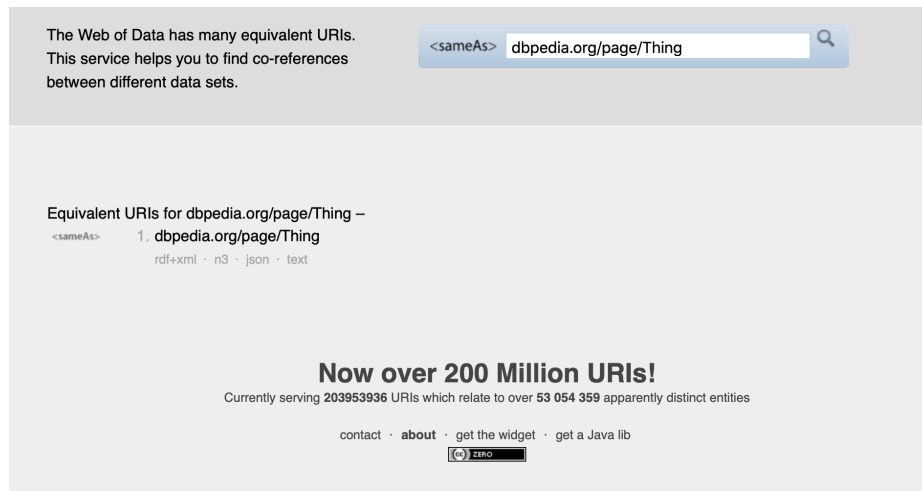 The Web of Data has many equivalent URIs.
This service helps you to find co-references
between different data sets.
<sameAs> dbpedia.org/page/Thing
Equivalent URIs for dbpedia.org/page/Thing –
<sameAs> 1. dbpedia.org/page/Thing
rdf+xml · n3 · json · text
Now over 200 Million URIs!
Currently serving 203953936 URIs which relate to over 53 054 359 apparently distinct entities
contact · about · get the widget · get a Java lib
cc ZERO